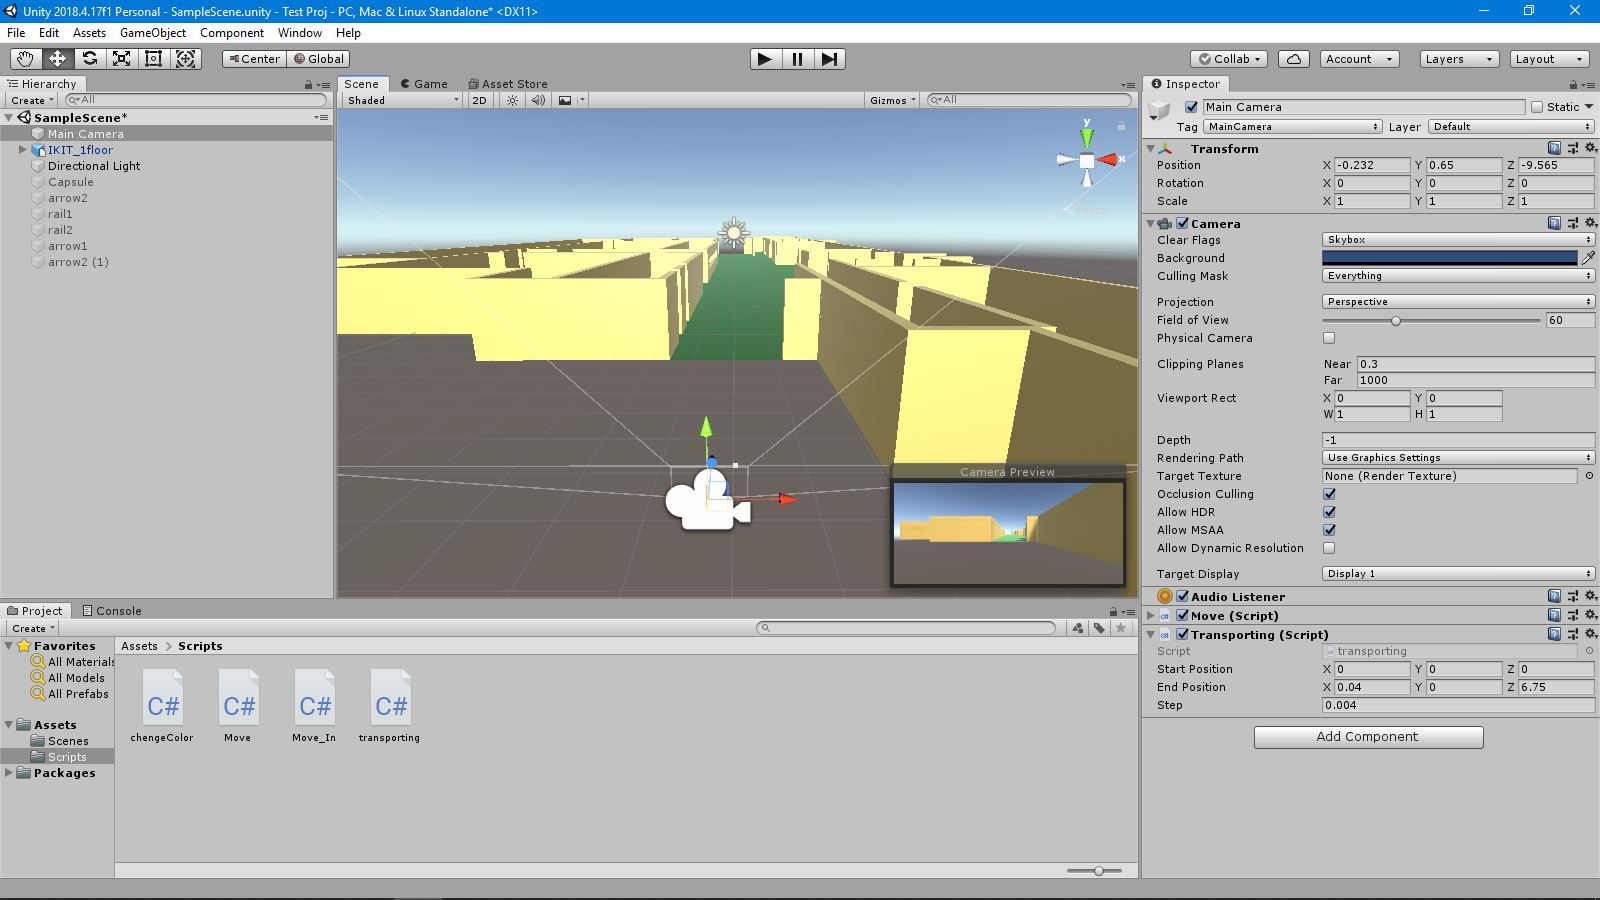 Unity 2018.4.17f1 Personal - SampleScene.unity - Test Proj - PC, Mac & Linux Standalone* <DX11>
File Edit Assets GameObject Component Window Help
Center Global Collab Account Layers Layout
Hierarchy
Create All
SampleScene*
Main Camera
IKIT_1floor
Directional Light
Capsule
arrow2
rail1
rail2
arrow1
arrow2 (1)
Scene Game Asset Store
Shaded 2D Gizmos All
y
x
Persp
Camera Preview
Inspector
Main Camera Static
Tag MainCamera Layer Default
Transform
Position X -0.232 Y 0.65 Z -9.565
Rotation X 0 Y 0 Z 0
Scale X 1 Y 1 Z 1
Camera
Clear Flags Skybox
Background
Culling Mask Everything
Projection Perspective
Field of View 60
Physical Camera
Clipping Planes Near 0.3
Far 1000
Viewport Rect X 0 Y 0
W 1 H 1
Depth -1
Rendering Path Use Graphics Settings
Target Texture None (Render Texture)
Occlusion Culling
Allow HDR
Allow MSAA
Allow Dynamic Resolution
Target Display Display 1
Audio Listener
Move (Script)
Transporting (Script)
Script transporting
Start Position X 0 Y 0 Z 0
End Position X 0.04 Y 0 Z 6.75
Step 0.004
Add Component
Project Console
Create
Favorites
All Materials
All Models
All Prefabs
Assets
Scenes
Scripts
Packages
Assets > Scripts
C# C# C# C#
chengeColor Move Move_In transporting